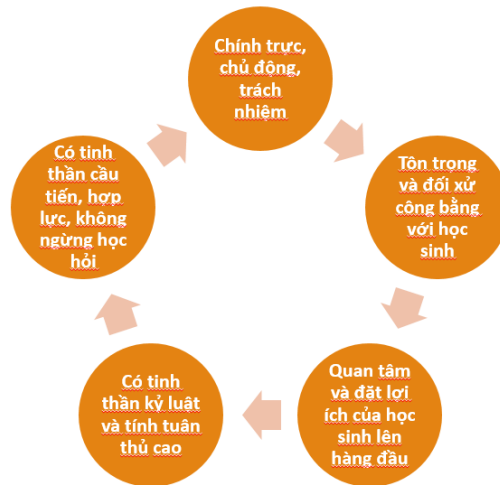 Chính trực,
chủ động,
trách
nhiệm
Tôn trọng
và đối xử
công bằng
với học
sinh
Quan tâm
và đặt lợi
ích của học
sinh lên
hàng đầu
Có tinh
thần kỷ luật
và tính tuân
thủ cao
Có tinh
thần cầu
tiến, hợp
lực, không
ngừng học
hỏi